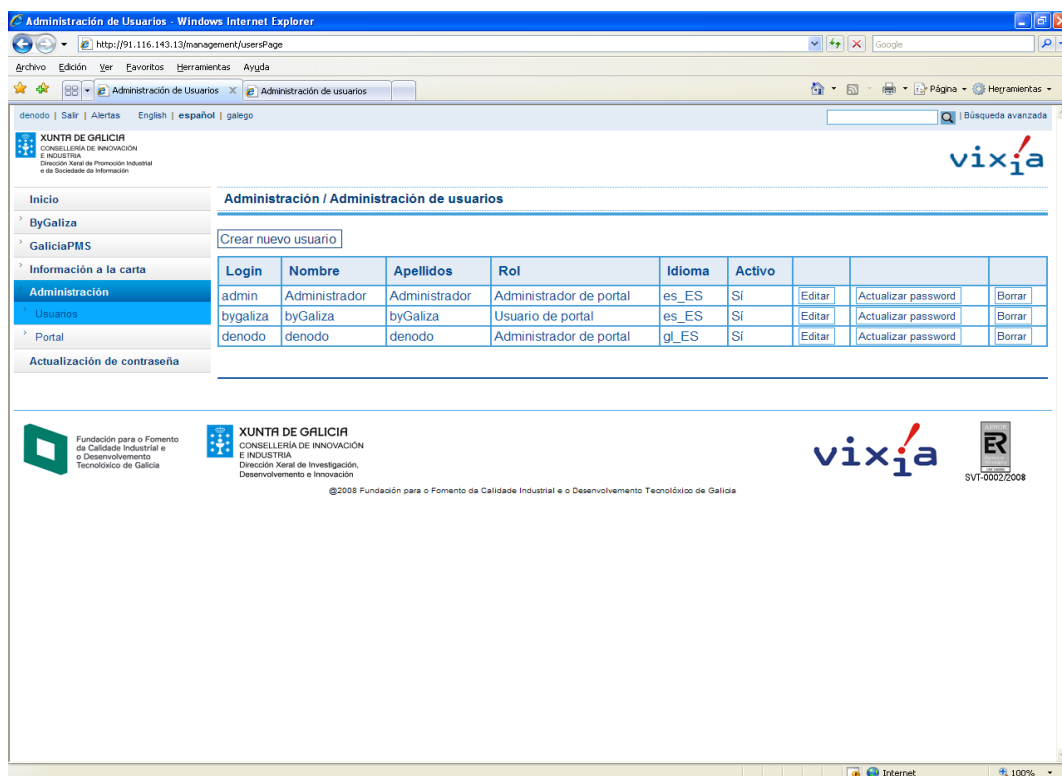 Administración de Usuarios - Windows Internet Explorer
http://91.116.143.13/management/usersPage
Google
Archivo Edición Ver Favoritos Herramientas Ayuda
Administración de Usuarios X Administración de usuarios
Página Herramientas
denodo | Salir | Alertas English | español | galego
| Búsqueda avanzada
XUNTA DE GALICIA
CONSELLERÍA DE INNOVACIÓN
E INDUSTRIA
Dirección Xeral de Promoción Industrial
e da Sociedade da Información
vixia
Inicio
ByGaliza
GaliciaPMS
Información a la carta
Administración
Usuarios
Portal
Actualización de contraseña
Administración / Administración de usuarios
Crear nuevo usuario
Login Nombre Apellidos Rol Idioma Activo
admin Administrador Administrador Administrador de portal es_ES Sí Editar Actualizar password Borrar
bygaliza byGaliza byGaliza Usuario de portal es_ES Sí Editar Actualizar password Borrar
denodo denodo denodo Administrador de portal gl_ES Sí Editar Actualizar password Borrar
Fundación para o Fomento
da Calidade Industrial e
o Desenvolvemento
Tecnolóxico de Galicia
XUNTA DE GALICIA
CONSELLERÍA DE INNOVACIÓN
E INDUSTRIA
Dirección Xeral de Investigación,
Desenvolvemento e Innovación
vixia
AENOR
ER
SVT-0002/2008
@2008 Fundación para o Fomento da Calidade Industrial e o Desenvolvemento Tecnolóxico de Galicia
Internet
100%